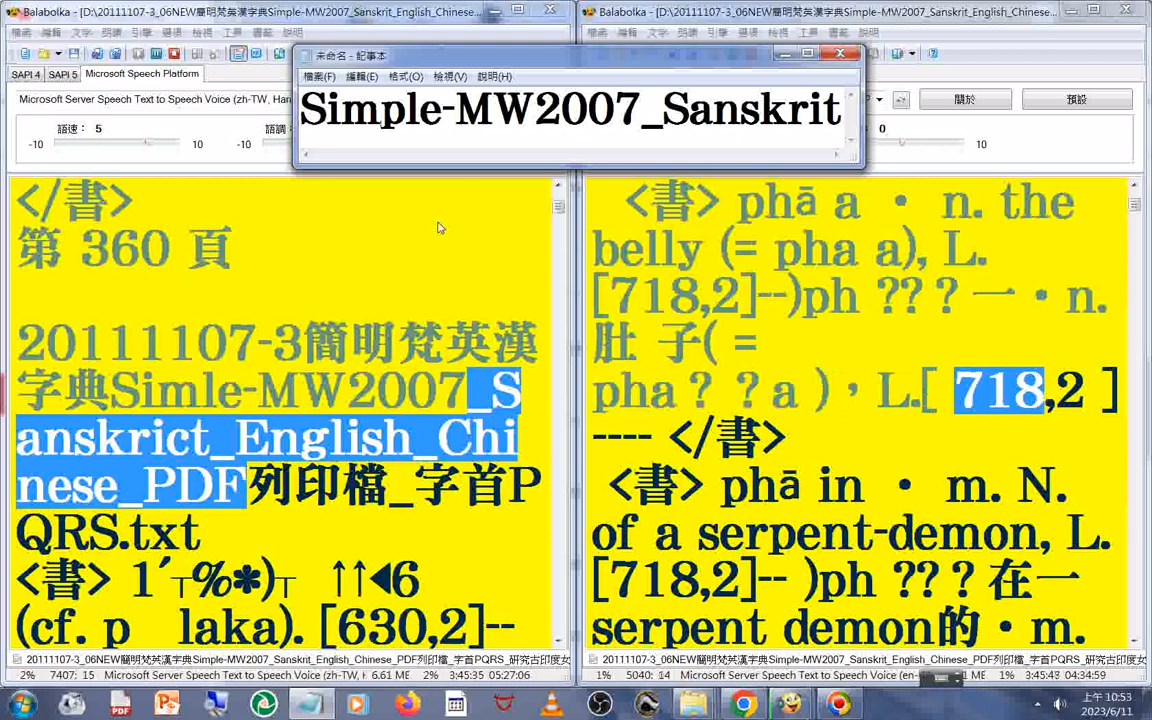 Balabolka - [D:\20111107-3_06NEW簡明梵英漢字典Simple-MW2007_Sanskrit_English_Chinese...
Balabolka - [D:\20111107-3_06NEW簡明梵英漢字典Simple-MW2007_Sanskrit_English_Chinese_PDF...
未命名 - 記事本
檔案(F) 編輯(E) 格式(O) 檢視(V) 說明(H)
Simple-MW2007_Sanskrit
SAPI 4 SAPI 5 Microsoft Speech Platform
Microsoft Server Speech Text to Speech Voice (zh-TW, Han
關於 預設
語速： 5 語調：
0
-10 10 -10
10
</書>
第 360 頁
20111107-3簡明梵英漢
字典Simle-MW2007_S
anskrict_English_Chi
nese_PDF列印檔_字首P
QRS.txt
<書> 1´┬%✽)┬ ↑↑◀6
(cf. p laka). [630,2]--
<書> phā a • n. the
belly (= pha a), L.
[718,2]--)ph ??？一•n.
肚 子( =
pha？ ？a )，L.[ 718,2 ]
---- </書>
<書> phā in • m. N.
of a serpent-demon, L.
[718,2]-- )ph ??？在一
serpent demon的•m.
20111107-3_06NEW簡明梵英漢字典Simple-MW2007_Sanskrit_English_Chinese_PDF列印檔_字首PQRS_研究古印度女
20111107-3_06NEW簡明梵英漢字典Simple-MW2007_Sanskrit_English_Chinese_PDF列印檔_字首PQRS_研究古印度女
2% 7407: 15 Microsoft Server Speech Text to Speech Voice (zh-TW, H 6.61 ME 2% 3:45:35 05:27:06
1% 5040: 14 Microsoft Server Speech Text to Speech Voice ME 1% 3:45:43 04:34:59
上午 10:53
2023/6/11